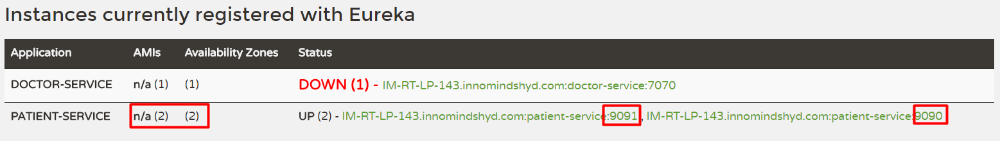 Instances currently registered with Eureka
Application AMIs Availability Zones Status
DOCTOR-SERVICE n/a (1) (1) DOWN (1) - IM-RT-LP-143.innomindshyd.com:doctor-service:7070
PATIENT-SERVICE n/a (2) (2) UP (2) - IM-RT-LP-143.innomindshyd.com:patient-service:9091 , IM-RT-LP-143.innomindshyd.com:patient-service:9090